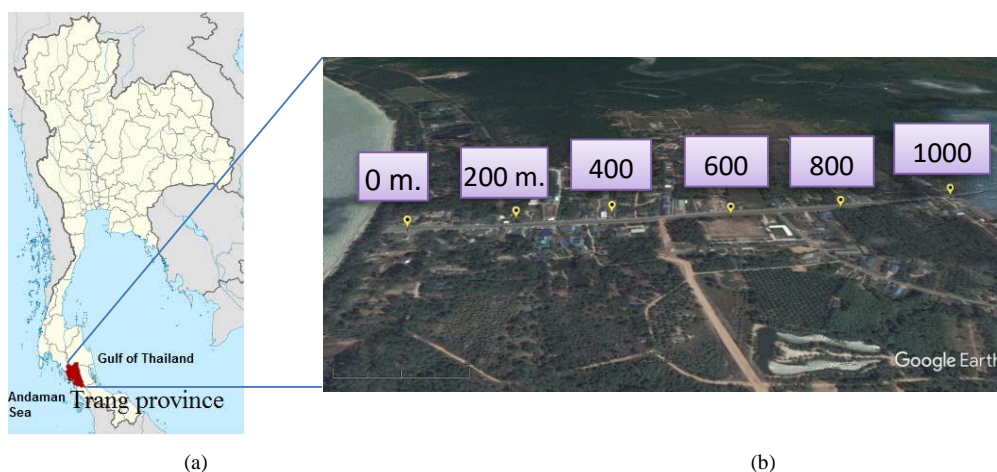 Gulf of Thailand
Andaman
Sea
Trang province
(a)
0 m.
200 m.
400
600
800
1000
Google Earth
(b)